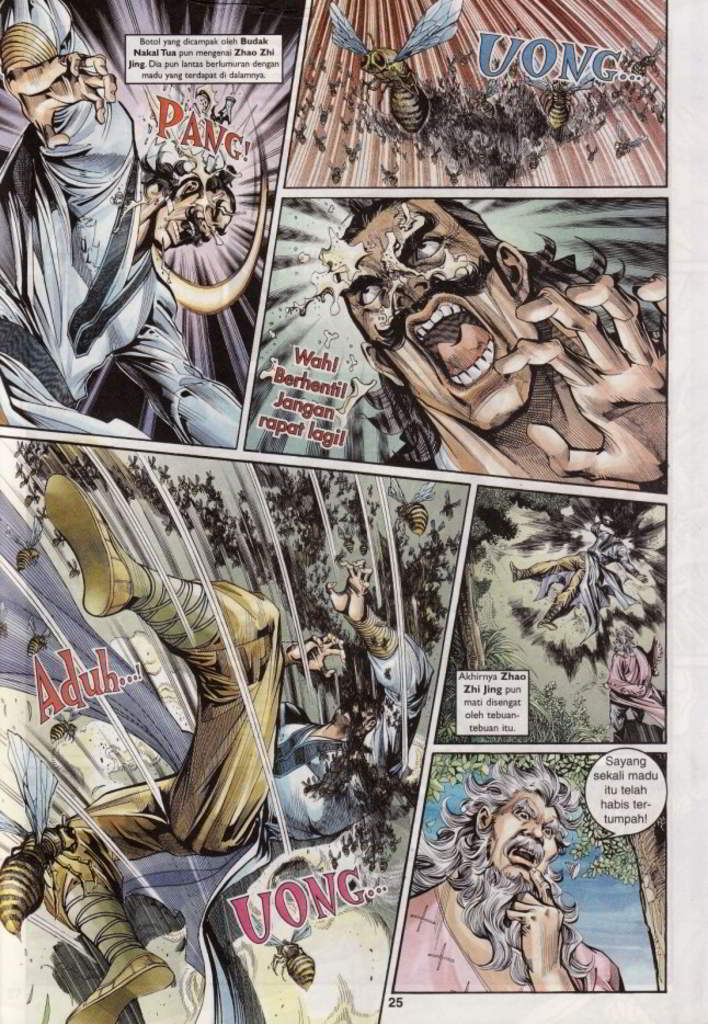 Botol yang dicampak oleh Budak
Nakal Tua pun mengenai Zhao Zhi
Jing. Dia pun lantas berlumuran dengan
madu yang terdapat di dalamnya.
PANG!
UONG...
Wah!
Berhenti!
Jangan
rapat lagi!
Aduh...!
UONG...
Akhirnya Zhao
Zhi Jing pun
mati disengat
oleh tebuan-
tebuan itu.
Sayang
sekali madu
itu telah
habis ter-
tumpah!
25